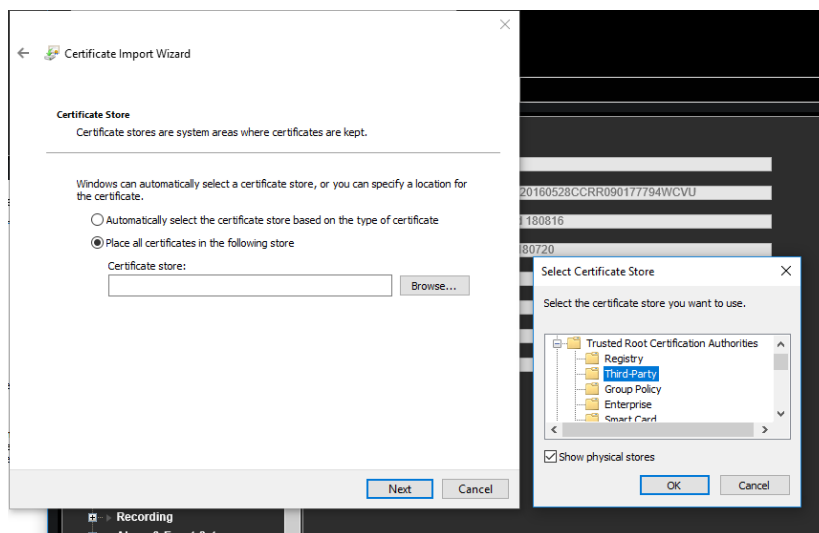 Certificate Import Wizard
Certificate Store
Certificate stores are system areas where certificates are kept.
Windows can automatically select a certificate store, or you can specify a location for
the certificate.
Automatically select the certificate store based on the type of certificate
Place all certificates in the following store
Certificate store:
Browse...
Next
Cancel
20160528CCRR090177794WCVU
180816
80720
Select Certificate Store
Select the certificate store you want to use.
Trusted Root Certification Authorities
Registry
Third-Party
Group Policy
Enterprise
Smart Card
Show physical stores
OK
Cancel
Recording